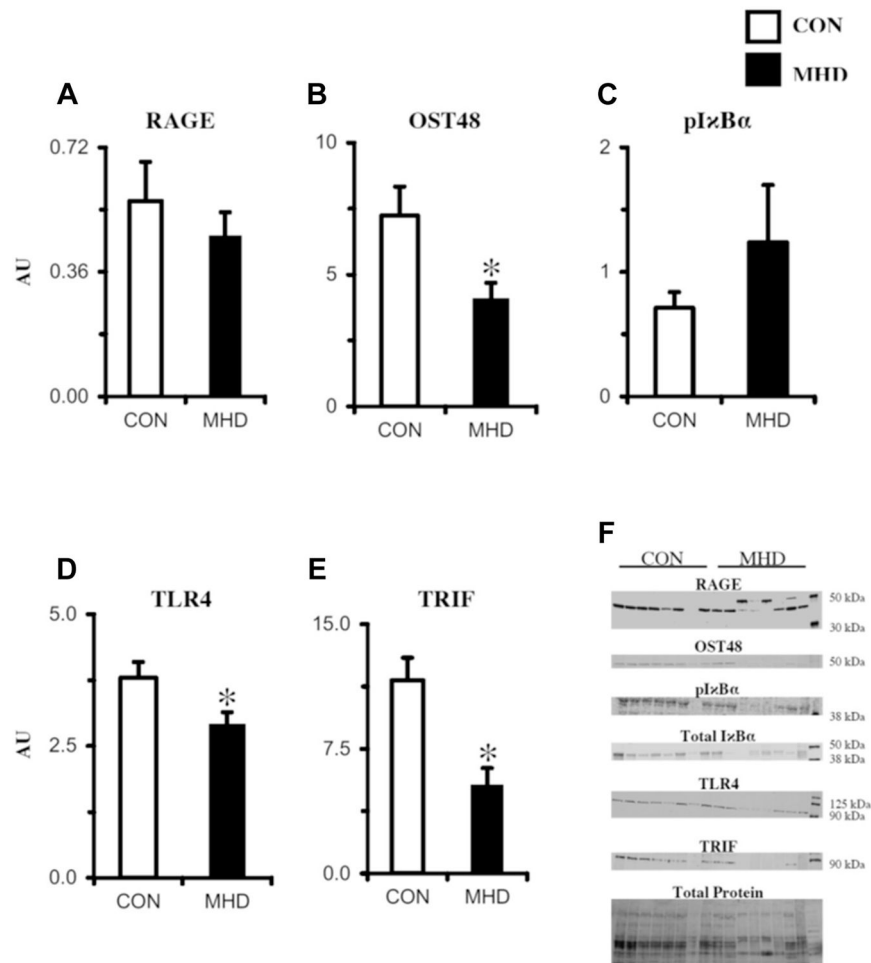 CON
MHD
A
RAGE
0.72
0.36
0.00
AU
CON MHD
B
OST48
10
5
0
CON MHD
C
pIϰBα
2
1
0
CON MHD
D
TLR4
5.0
2.5
0.0
AU
CON MHD
E
TRIF
15.0
7.5
0.0
CON MHD
*
*
*
F
CON MHD
RAGE
50 kDa
30 kDa
OST48
50 kDa
pIϰBα
38 kDa
Total IϰBα
50 kDa
38 kDa
TLR4
125 kDa
90 kDa
TRIF
90 kDa
Total Protein